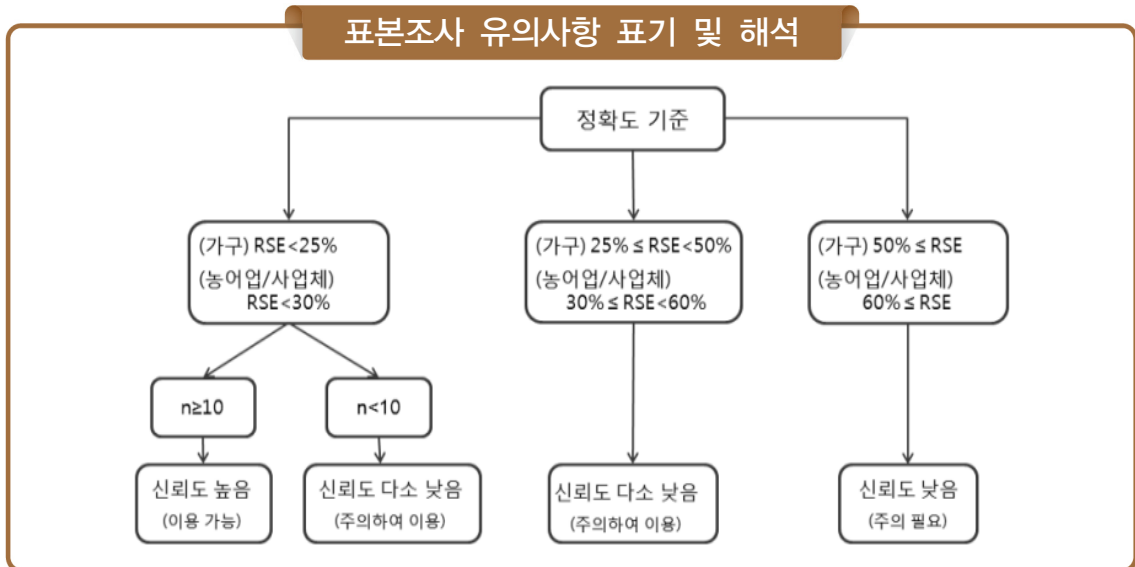 표본조사 유의사항 표기 및 해석
정확도 기준
(가구) RSE<25%
(농어업/사업체)
RSE<30%
(가구) 25%≤RSE<50%
(농어업/사업체)
30%≤RSE<60%
(가구) 50%≤RSE
(농어업/사업체)
60%≤RSE
n≥10
n<10
신뢰도 높음
(이용 가능)
신뢰도 다소 낮음
(주의하여 이용)
신뢰도 다소 낮음
(주의하여 이용)
신뢰도 낮음
(주의 필요)